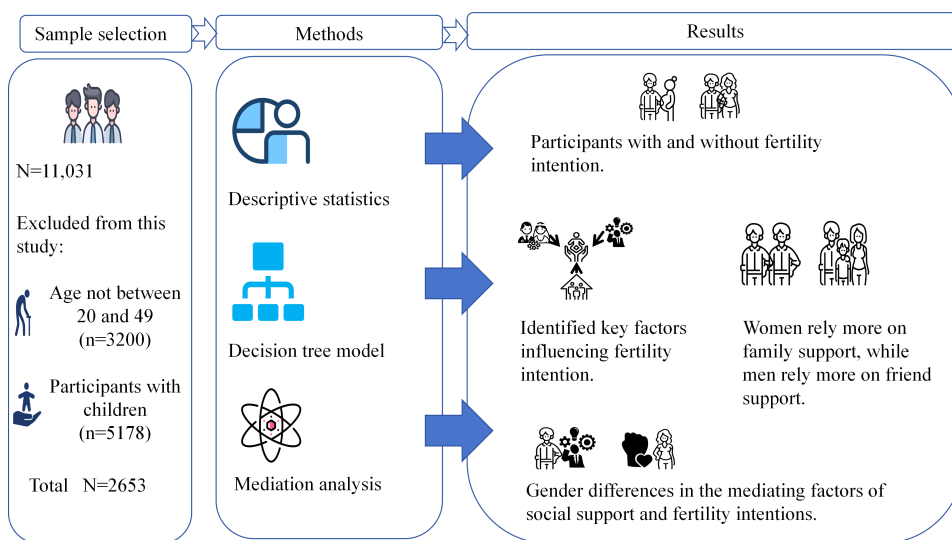 Sample selection
Methods
Results
N=11,031
Excluded from this
study:
Age not between
20 and 49
(n=3200)
Participants with
children
(n=5178)
Total N=2653
Descriptive statistics
Decision tree model
Mediation analysis
Participants with and without fertility
intention.
Identified key factors
influencing fertility
intention.
Women rely more on
family support, while
men rely more on friend
support.
Gender differences in the mediating factors of
social support and fertility intentions.